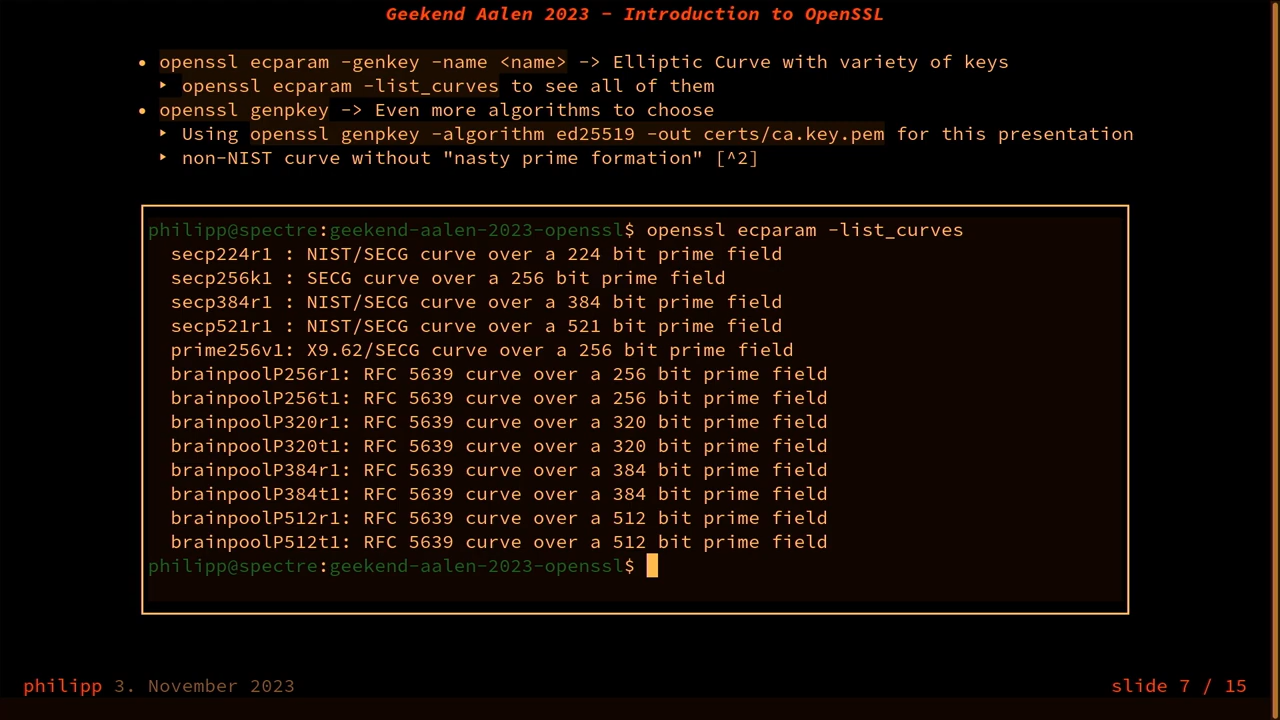 Geekend Aalen 2023 - Introduction to OpenSSL
• openssl ecparam -genkey -name <name> -> Elliptic Curve with variety of keys
‣ openssl ecparam -list_curves to see all of them
• openssl genpkey -> Even more algorithms to choose
‣ Using openssl genpkey -algorithm ed25519 -out certs/ca.key.pem for this presentation
‣ non-NIST curve without "nasty prime formation" [^2]
philipp@spectre:geekend-aalen-2023-openssl$ openssl ecparam -list_curves
secp224r1 : NIST/SECG curve over a 224 bit prime field
secp256k1 : SECG curve over a 256 bit prime field
secp384r1 : NIST/SECG curve over a 384 bit prime field
secp521r1 : NIST/SECG curve over a 521 bit prime field
prime256v1: X9.62/SECG curve over a 256 bit prime field
brainpoolP256r1: RFC 5639 curve over a 256 bit prime field
brainpoolP256t1: RFC 5639 curve over a 256 bit prime field
brainpoolP320r1: RFC 5639 curve over a 320 bit prime field
brainpoolP320t1: RFC 5639 curve over a 320 bit prime field
brainpoolP384r1: RFC 5639 curve over a 384 bit prime field
brainpoolP384t1: RFC 5639 curve over a 384 bit prime field
brainpoolP512r1: RFC 5639 curve over a 512 bit prime field
brainpoolP512t1: RFC 5639 curve over a 512 bit prime field
philipp@spectre:geekend-aalen-2023-openssl$
philipp 3. November 2023
slide 7 / 15